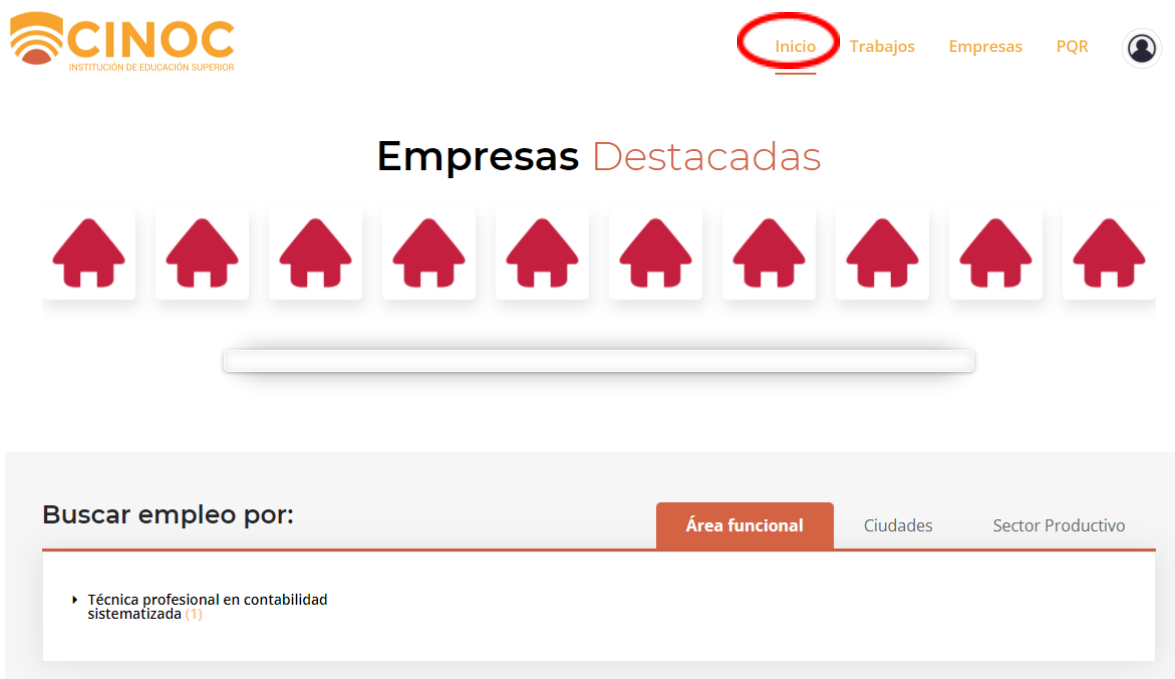 CINOC
INSTITUCIÓN DE EDUCACIÓN SUPERIOR
Inicio Trabajos Empresas PQR
Empresas Destacadas
Buscar empleo por:
Área funcional Ciudades Sector Productivo
Técnica profesional en contabilidad
sistematizada (1)